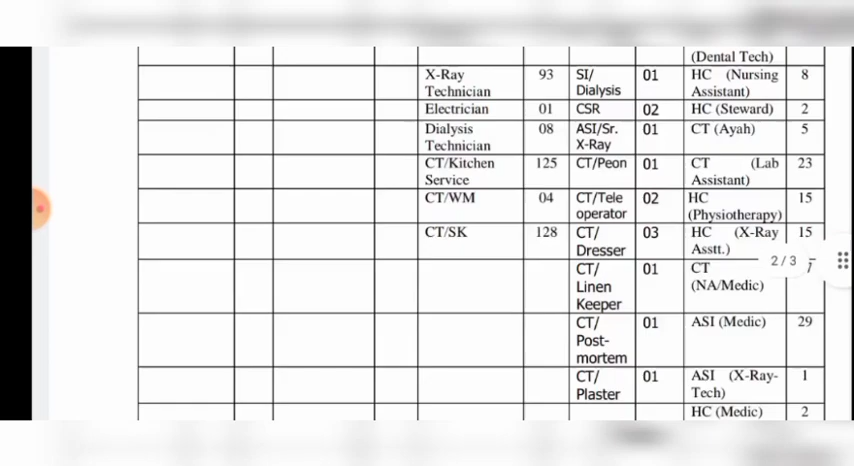 (Dental Tech)
X-Ray 93 SI/ 01 HC (Nursing 8
Technician Dialysis Assistant)
Electrician 01 CSR 02 HC (Steward) 2
Dialysis 08 ASI/Sr. 01 CT (Ayah) 5
Technician X-Ray
CT/Kitchen 125 CT/Peon 01 CT (Lab 23
Service Assistant)
CT/WM 04 CT/Tele 02 HC 15
operator (Physiotherapy)
CT/SK 128 CT/ 03 HC (X-Ray 15
Dresser Asstt.)
2 / 3
CT/ 01 CT
Linen (NA/Medic)
Keeper
CT/ 01 ASI (Medic) 29
Post-
mortem
CT/ 01 ASI (X-Ray- 1
Plaster Tech)
HC (Medic) 2